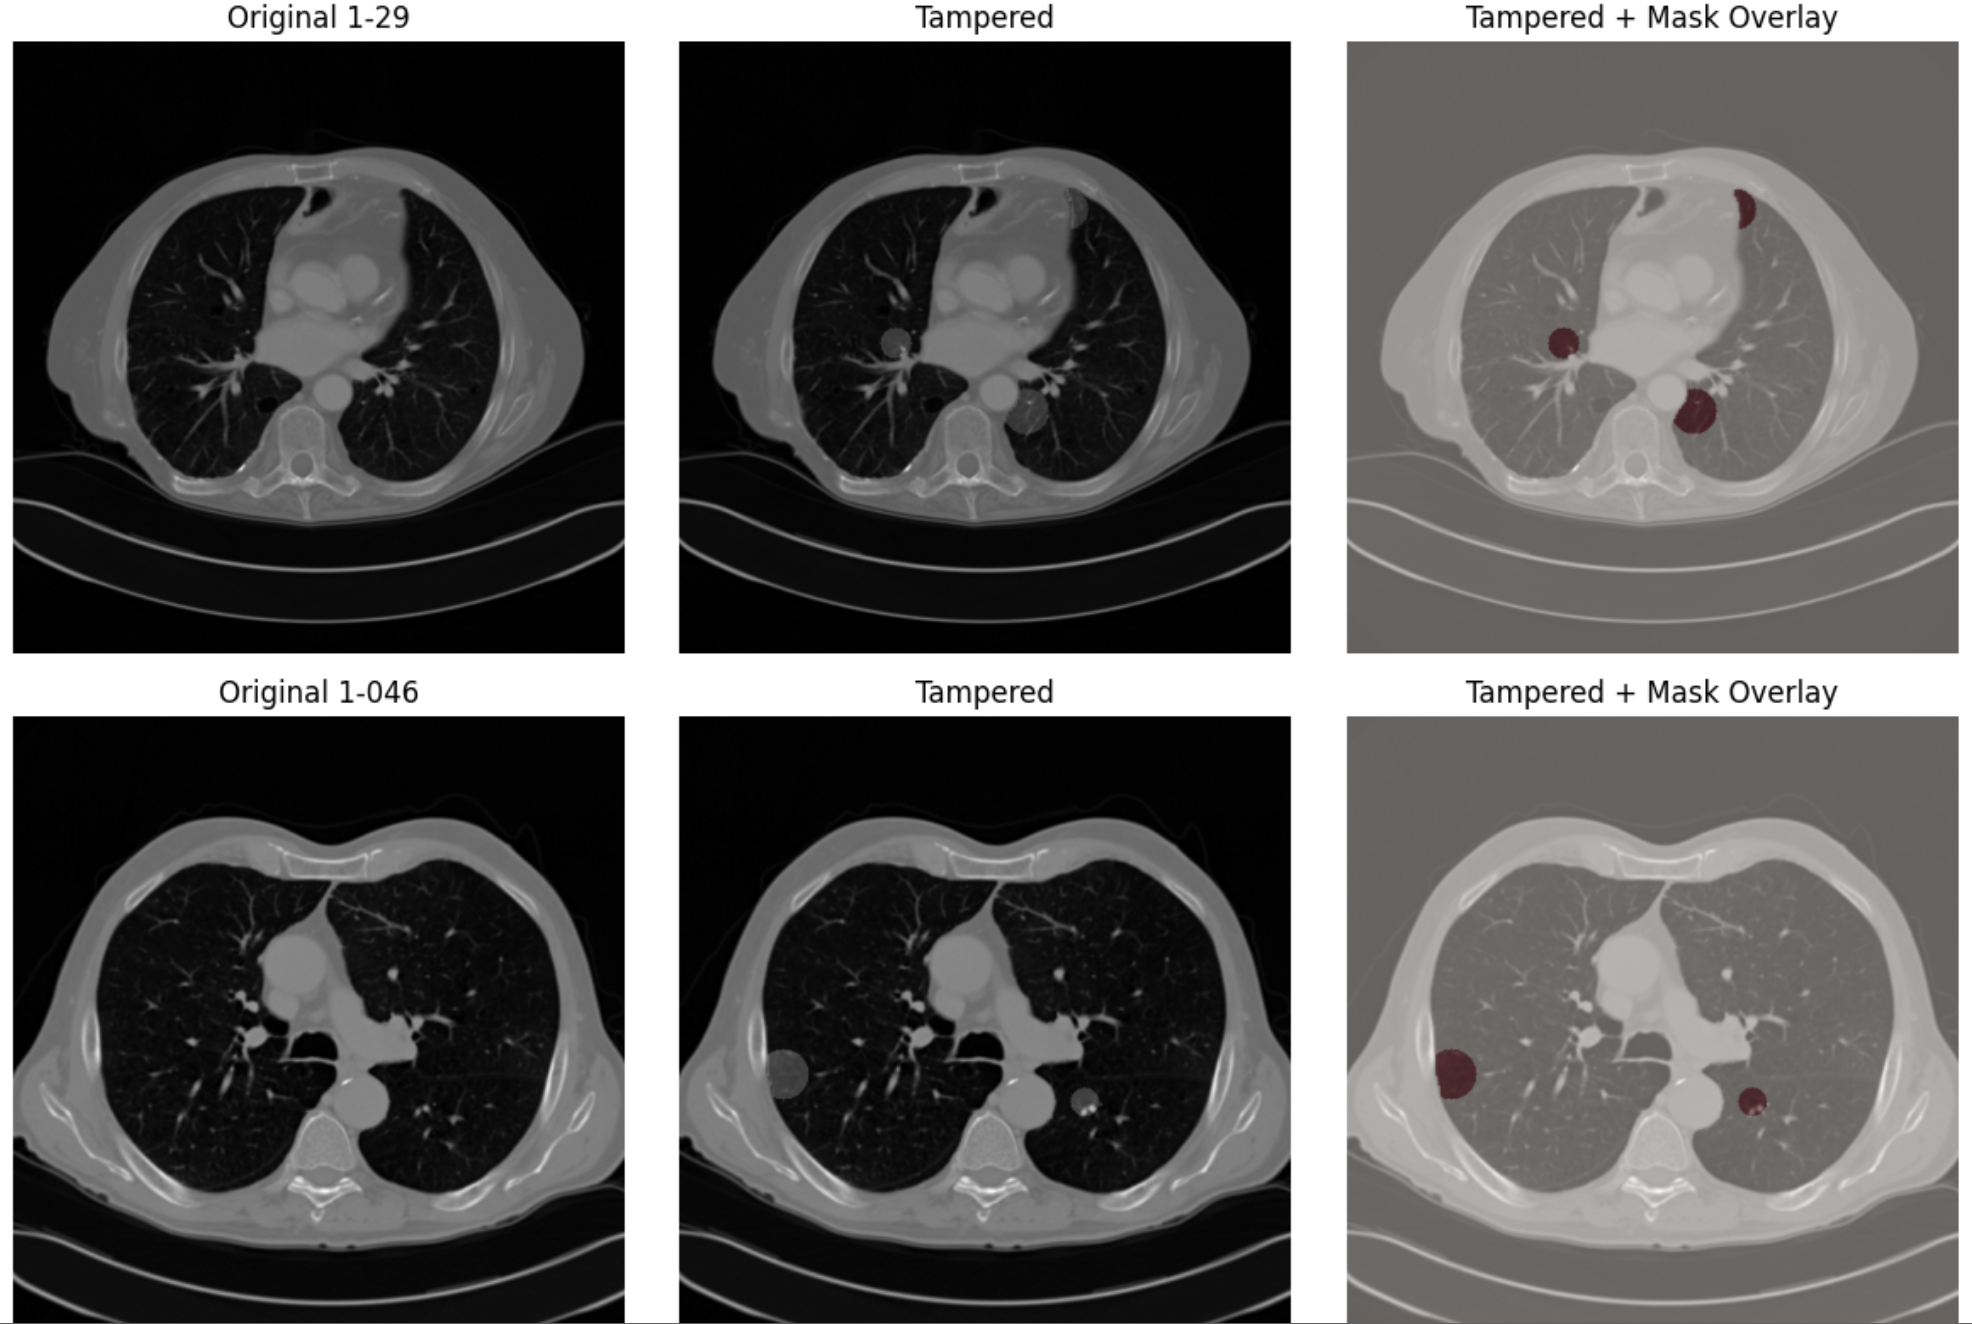 Original 1-29
Tampered
Tampered + Mask Overlay
Original 1-046
Tampered
Tampered + Mask Overlay